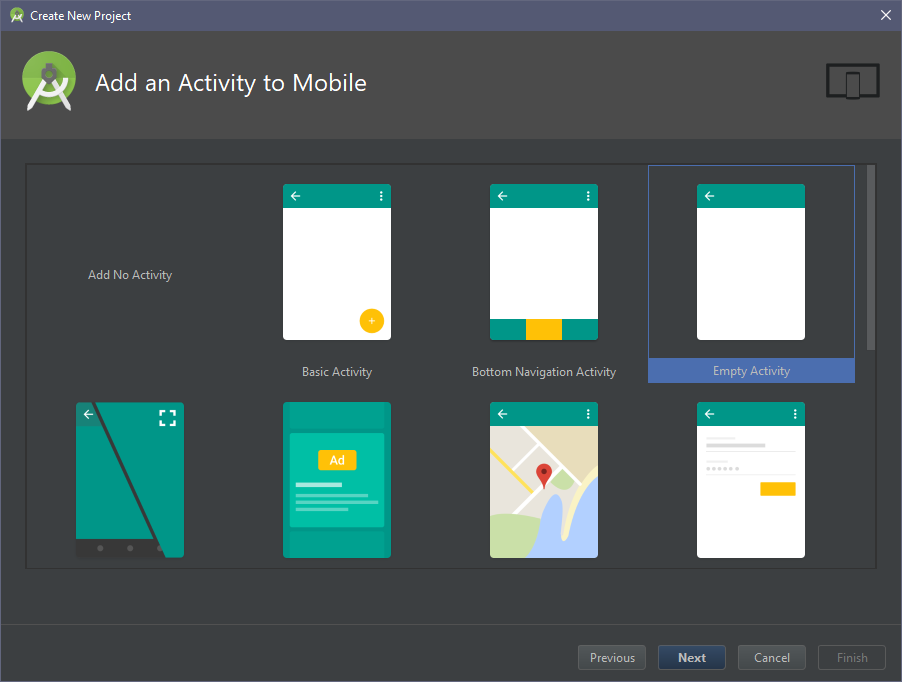 Create New Project
Add an Activity to Mobile
Add No Activity
Basic Activity
Bottom Navigation Activity
Empty Activity
Ad
Previous
Next
Cancel
Finish